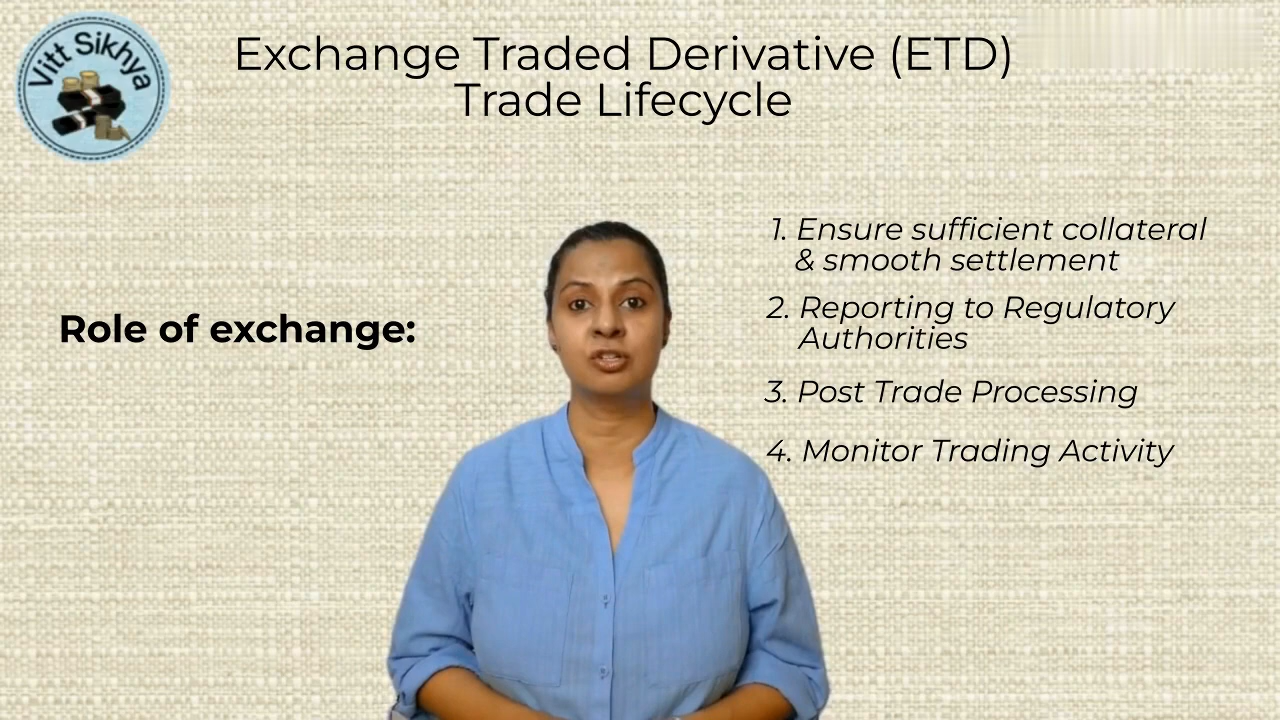 Vitt Sikhya
Exchange Traded Derivative (ETD)
Trade Lifecycle
Role of exchange:
1. Ensure sufficient collateral
& smooth settlement
2. Reporting to Regulatory
Authorities
3. Post Trade Processing
4. Monitor Trading Activity